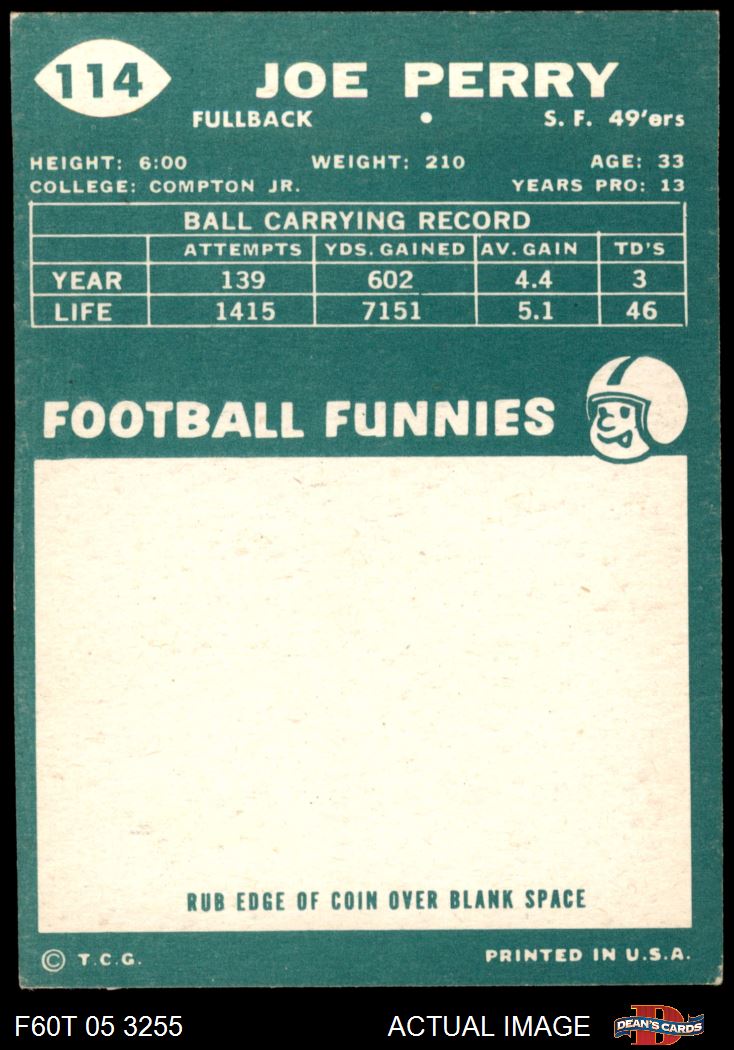 114
JOE PERRY
FULLBACK • S. F. 49'ers
HEIGHT: 6:00 WEIGHT: 210 AGE: 33
COLLEGE: COMPTON JR. YEARS PRO: 13
BALL CARRYING RECORD
ATTEMPTS YDS. GAINED AV. GAIN TD'S
YEAR 139 602 4.4 3
LIFE 1415 7151 5.1 46
FOOTBALL FUNNIES
RUB EDGE OF COIN OVER BLANK SPACE
© T.C.G. PRINTED IN U.S.A.
F60T 05 3255 ACTUAL IMAGE DEAN'S CARDS